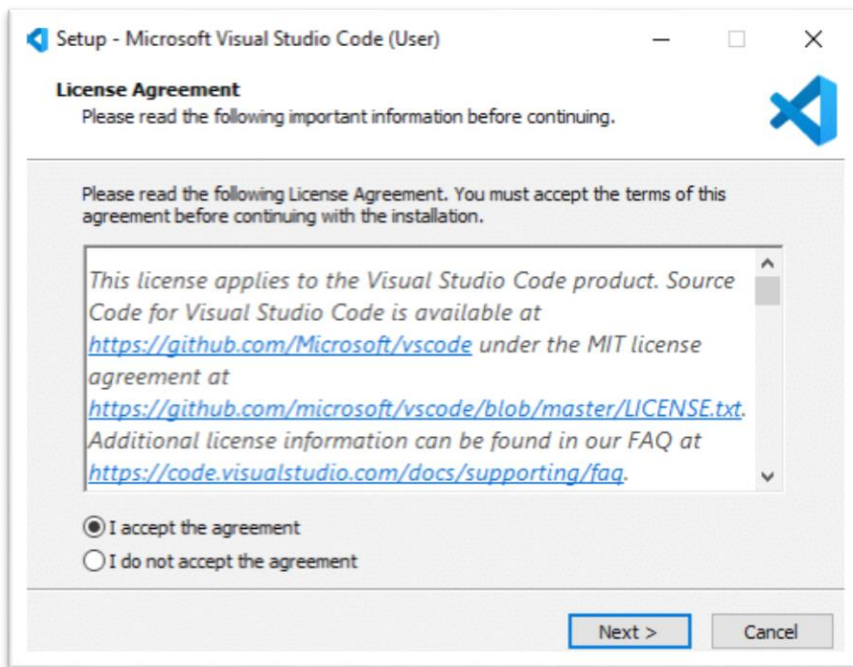 Setup - Microsoft Visual Studio Code (User)
License Agreement
Please read the following important information before continuing.
Please read the following License Agreement. You must accept the terms of this
agreement before continuing with the installation.
This license applies to the Visual Studio Code product. Source
Code for Visual Studio Code is available at
https://github.com/Microsoft/vscode under the MIT license
agreement at
https://github.com/microsoft/vscode/blob/master/LICENSE.txt.
Additional license information can be found in our FAQ at
https://code.visualstudio.com/docs/supporting/faq.
I accept the agreement
I do not accept the agreement
Next >
Cancel